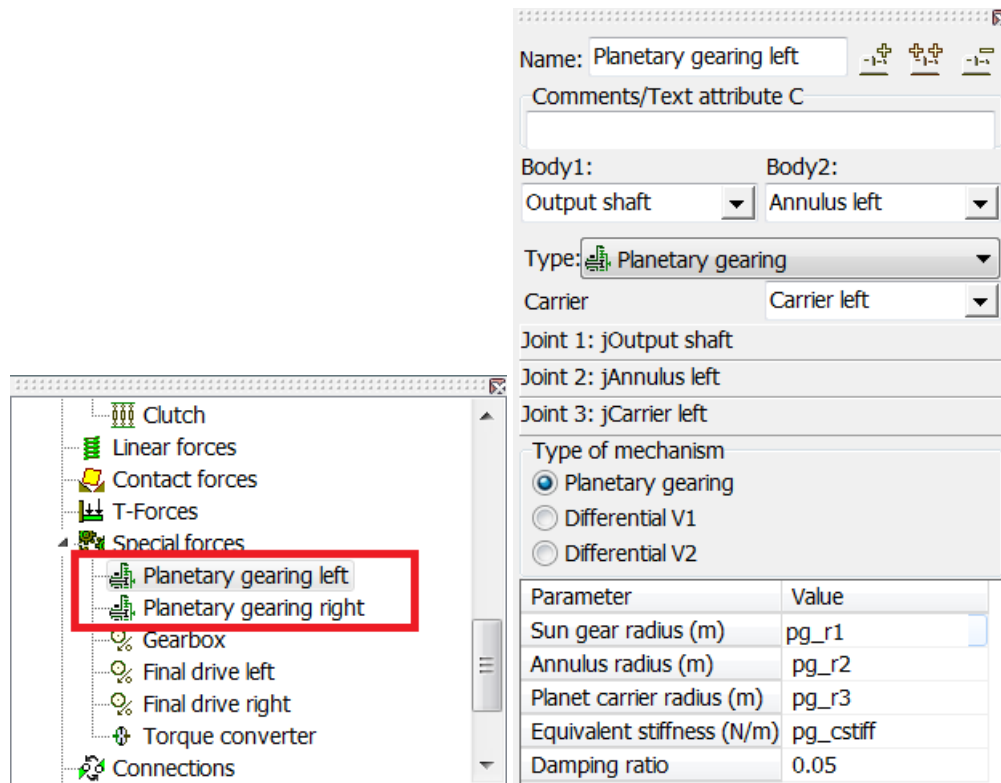 Clutch
Linear forces
Contact forces
T-Forces
Special forces
Planetary gearing left
Planetary gearing right
Gearbox
Final drive left
Final drive right
Torque converter
Connections
Name: Planetary gearing left
Comments/Text attribute C
Body1: Body2:
Output shaft Annulus left
Type: Planetary gearing
Carrier Carrier left
Joint 1: jOutput shaft
Joint 2: jAnnulus left
Joint 3: jCarrier left
Type of mechanism
Planetary gearing
Differential V1
Differential V2
Parameter Value
Sun gear radius (m) pg_r1
Annulus radius (m) pg_r2
Planet carrier radius (m) pg_r3
Equivalent stiffness (N/m) pg_cstiff
Damping ratio 0.05